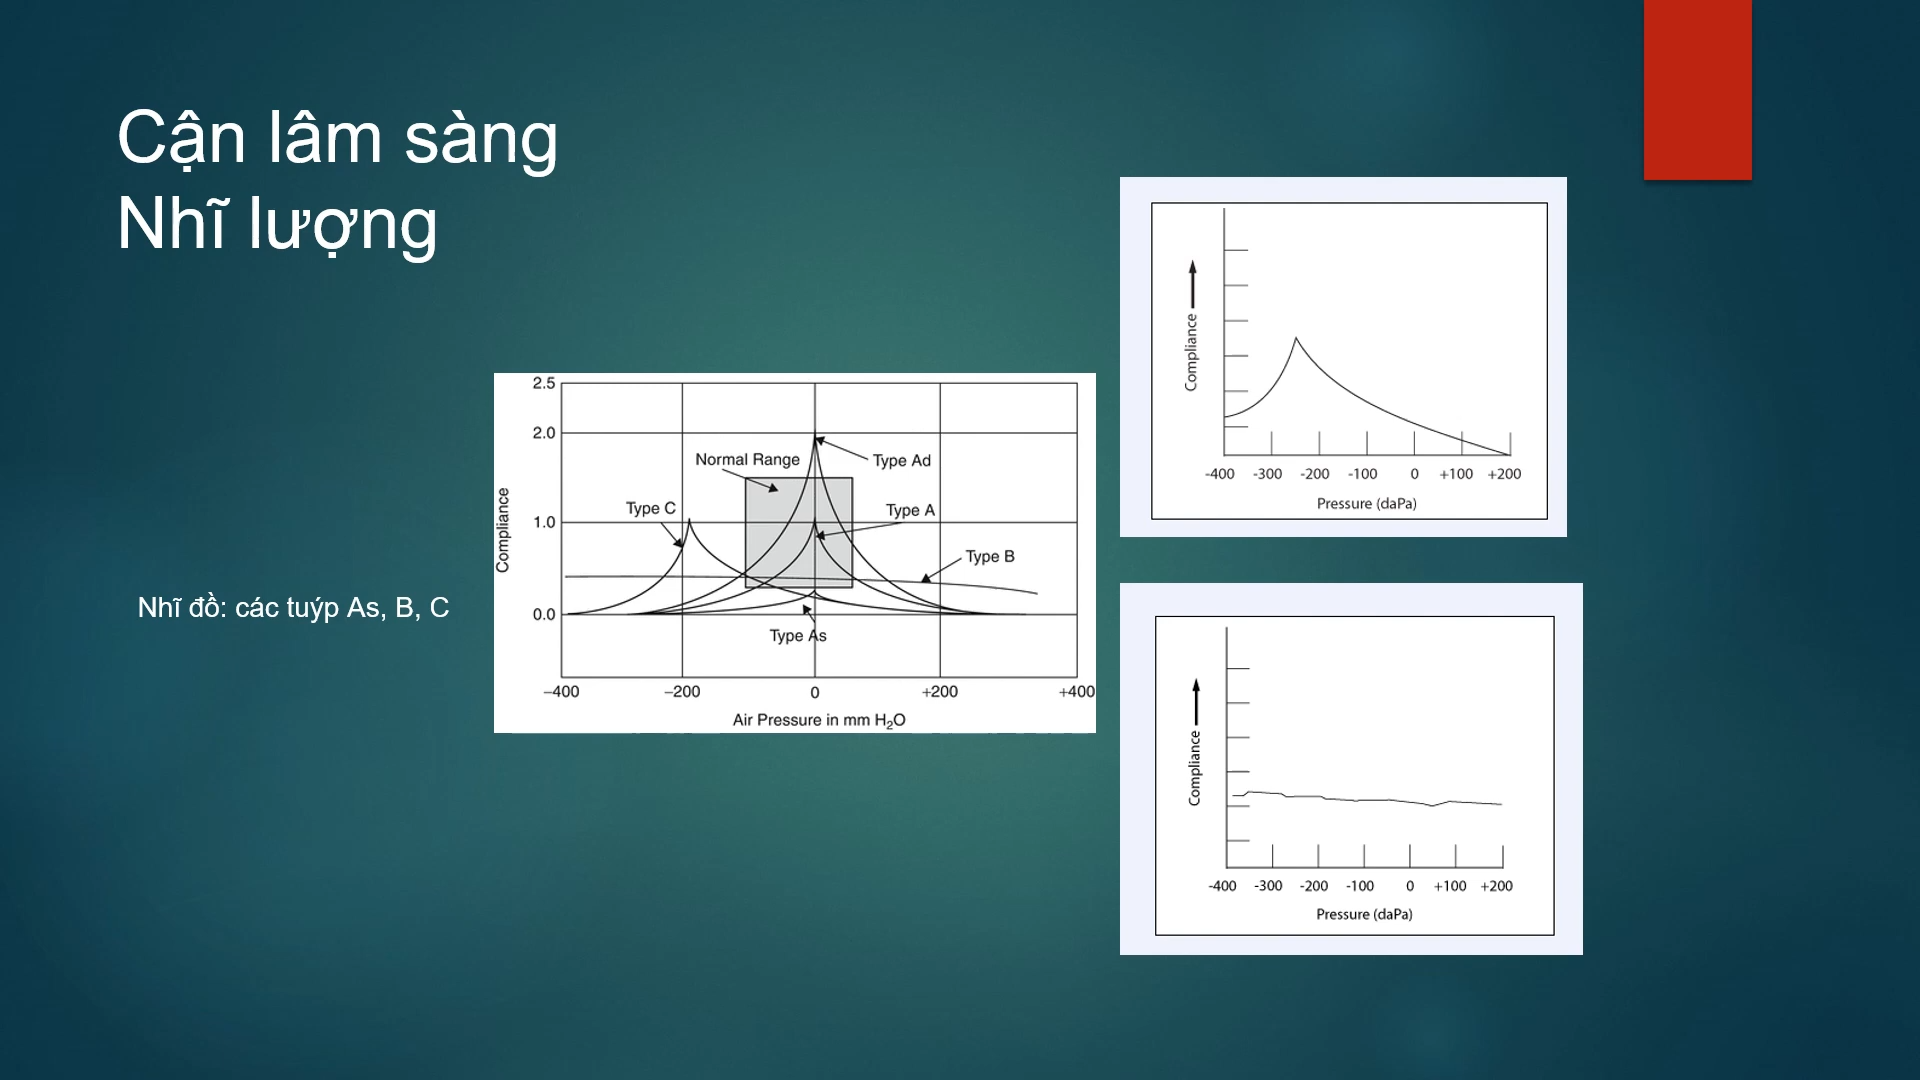 Cận lâm sàng
Nhĩ lượng
Nhĩ đồ: các tuýp As, B, C
2.5
2.0
1.0
0.0
Compliance
Normal Range
Type Ad
Type C
Type A
Type B
Type As
−400 −200 0 +200 +400
Air Pressure in mm H₂O
Compliance
-400 -300 -200 -100 0 +100 +200
Pressure (daPa)
Compliance
-400 -300 -200 -100 0 +100 +200
Pressure (daPa)